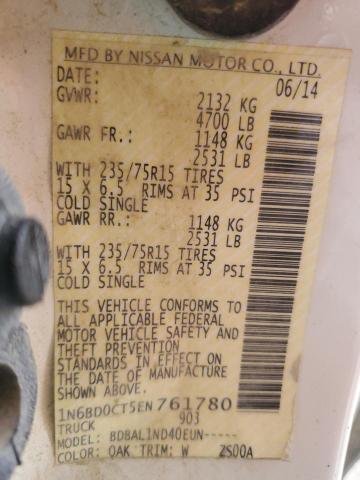 MFD BY NISSAN MOTOR CO., LTD.
DATE: 06/14
GVWR: 2132 KG
4700 LB
GAWR FR.: 1148 KG
2531 LB
WITH 235/75R15 TIRES
15 X 6.5 RIMS AT 35 PSI
COLD SINGLE
GAWR RR.: 1148 KG
2531 LB
WITH 235/75R15 TIRES
15 X 6.5 RIMS AT 35 PSI
COLD SINGLE
THIS VEHICLE CONFORMS TO
ALL APPLICABLE FEDERAL
MOTOR VEHICLE SAFETY AND
THEFT PREVENTION
STANDARDS IN EFFECT ON
THE DATE OF MANUFACTURE
SHOWN ABOVE.
1N6BD0CT5EN761780
TRUCK 903
MODEL: BDBAL1ND40EUN-----
COLOR: OAK TRIM: W 2S00A